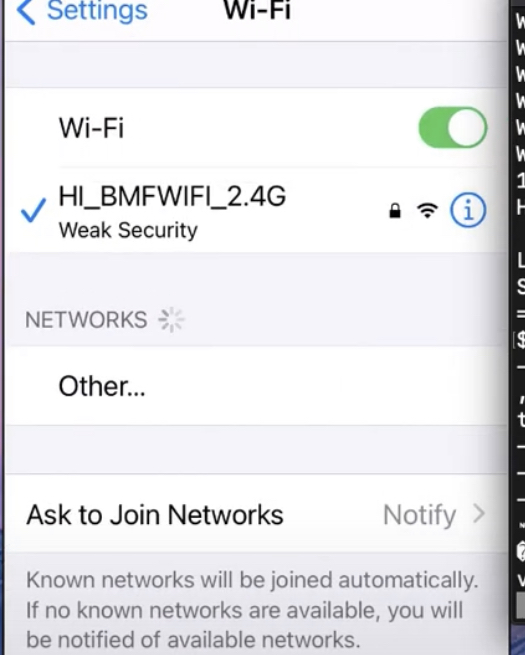 Settings
Wi-Fi
Wi-Fi
HI_BMFWIFI_2.4G
Weak Security
NETWORKS
Other...
Ask to Join Networks
Notify
Known networks will be joined automatically.
If no known networks are available, you will
be notified of available networks.